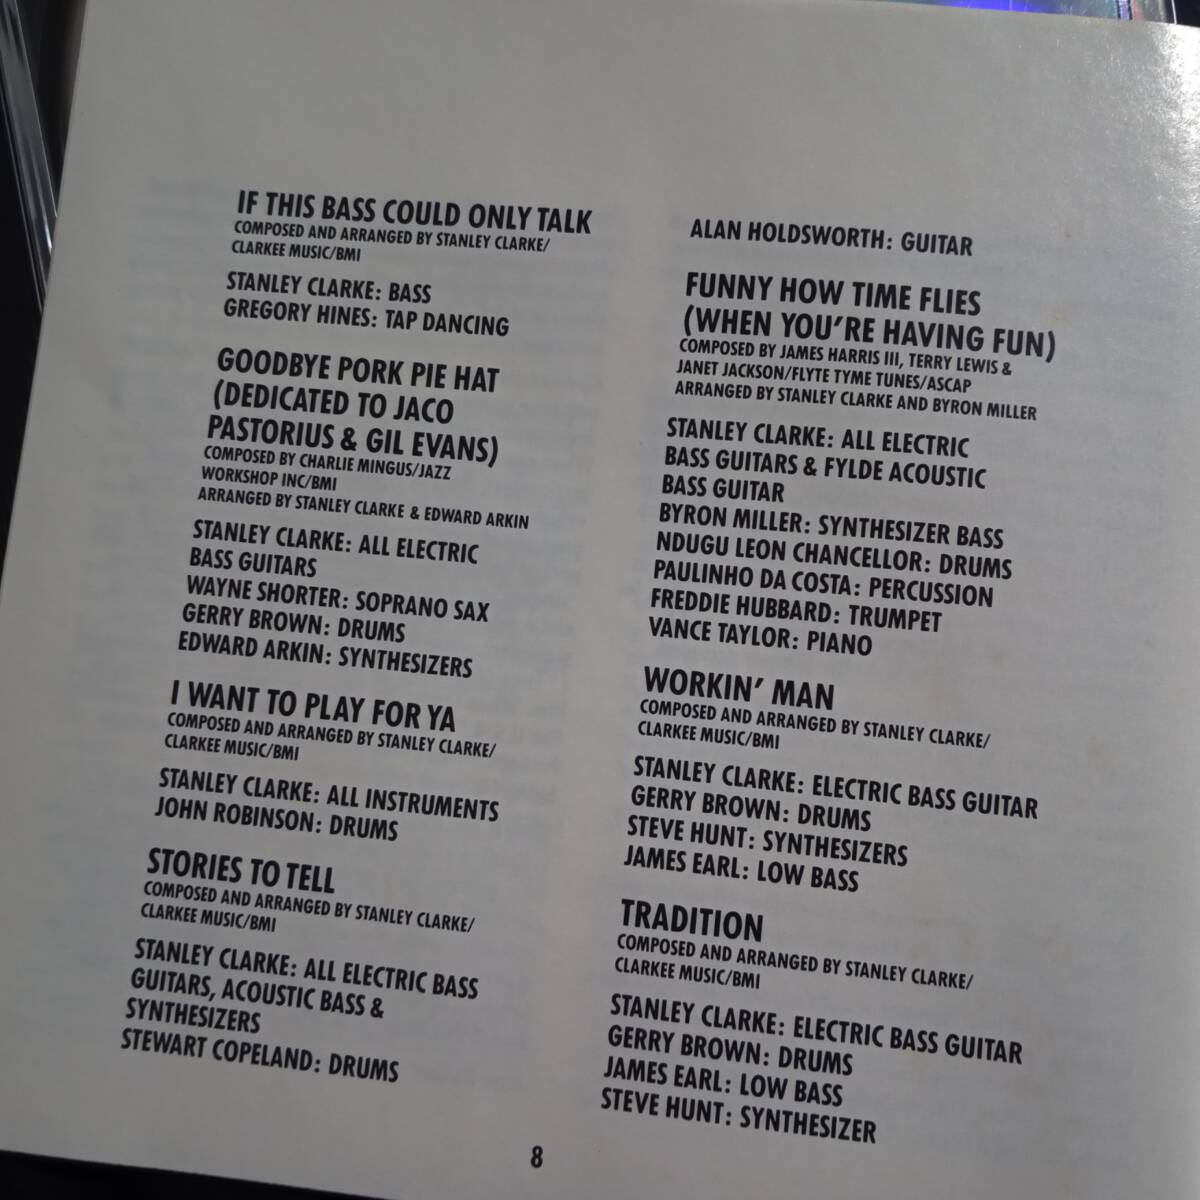 IF THIS BASS COULD ONLY TALK
COMPOSED AND ARRANGED BY STANLEY CLARKE/
CLARKEE MUSIC/BMI
STANLEY CLARKE: BASS
GREGORY HINES: TAP DANCING
GOODBYE PORK PIE HAT
(DEDICATED TO JACO
PASTORIUS & GIL EVANS)
COMPOSED BY CHARLIE MINGUS/JAZZ
WORKSHOP INC/BMI
ARRANGED BY STANLEY CLARKE & EDWARD ARKIN
STANLEY CLARKE: ALL ELECTRIC
BASS GUITARS
WAYNE SHORTER: SOPRANO SAX
GERRY BROWN: DRUMS
EDWARD ARKIN: SYNTHESIZERS
I WANT TO PLAY FOR YA
COMPOSED AND ARRANGED BY STANLEY CLARKE/
CLARKEE MUSIC/BMI
STANLEY CLARKE: ALL INSTRUMENTS
JOHN ROBINSON: DRUMS
STORIES TO TELL
COMPOSED AND ARRANGED BY STANLEY CLARKE/
CLARKEE MUSIC/BMI
STANLEY CLARKE: ALL ELECTRIC BASS
GUITARS, ACOUSTIC BASS &
SYNTHESIZERS
STEWART COPELAND: DRUMS
ALAN HOLDSWORTH: GUITAR
FUNNY HOW TIME FLIES
(WHEN YOU'RE HAVING FUN)
COMPOSED BY JAMES HARRIS III, TERRY LEWIS &
JANET JACKSON/FLYTE TYME TUNES/ASCAP
ARRANGED BY STANLEY CLARKE AND BYRON MILLER
STANLEY CLARKE: ALL ELECTRIC
BASS GUITARS & FYLDE ACOUSTIC
BASS GUITAR
BYRON MILLER: SYNTHESIZER BASS
NDUGU LEON CHANCELLOR: DRUMS
PAULINHO DA COSTA: PERCUSSION
FREDDIE HUBBARD: TRUMPET
VANCE TAYLOR: PIANO
WORKIN' MAN
COMPOSED AND ARRANGED BY STANLEY CLARKE/
CLARKEE MUSIC/BMI
STANLEY CLARKE: ELECTRIC BASS GUITAR
GERRY BROWN: DRUMS
STEVE HUNT: SYNTHESIZERS
JAMES EARL: LOW BASS
TRADITION
COMPOSED AND ARRANGED BY STANLEY CLARKE/
CLARKEE MUSIC/BMI
STANLEY CLARKE: ELECTRIC BASS GUITAR
GERRY BROWN: DRUMS
JAMES EARL: LOW BASS
STEVE HUNT: SYNTHESIZER
8